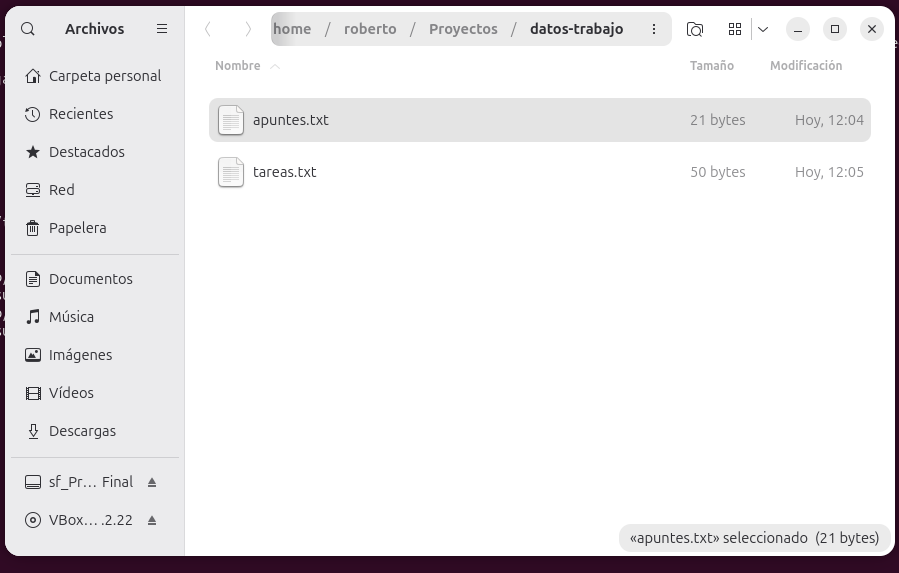 Archivos
home / roberto / Proyectos / datos-trabajo
Carpeta personal
Recientes
Destacados
Red
Papelera
Documentos
Música
Imágenes
Vídeos
Descargas
sf_Pr… Final
VBox… .2.22
Nombre Tamaño Modificación
apuntes.txt 21 bytes Hoy, 12:04
tareas.txt 50 bytes Hoy, 12:05
«apuntes.txt» seleccionado (21 bytes)